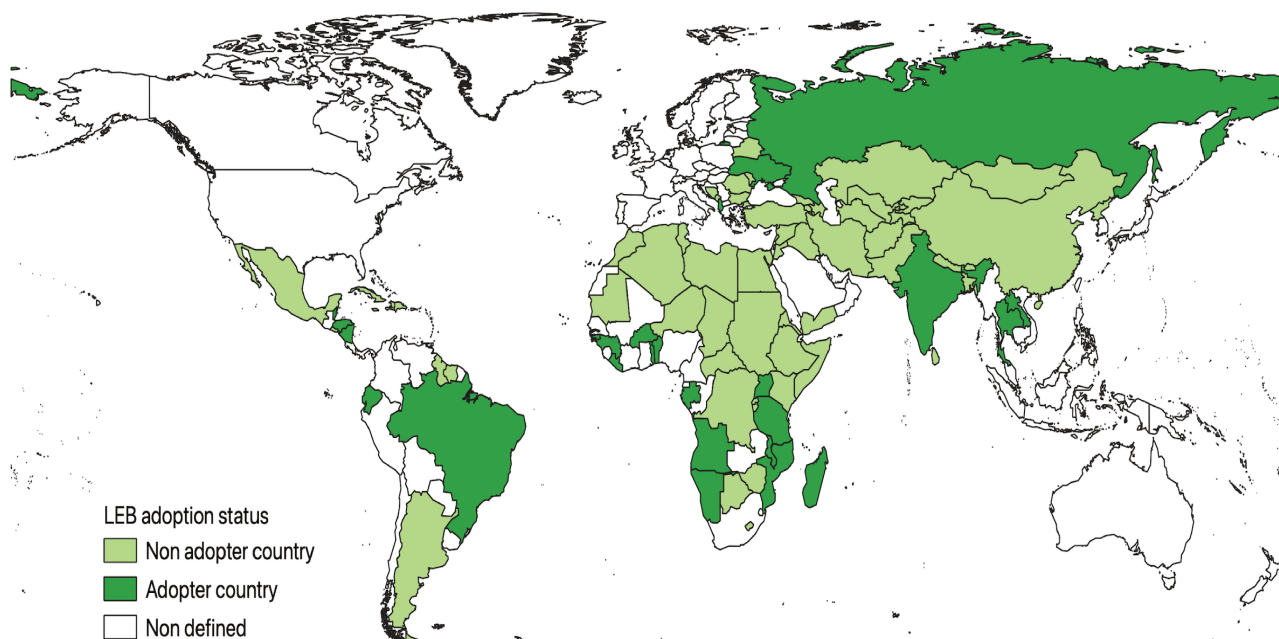 LEB adoption status
Non adopter country
Adopter country
Non defined